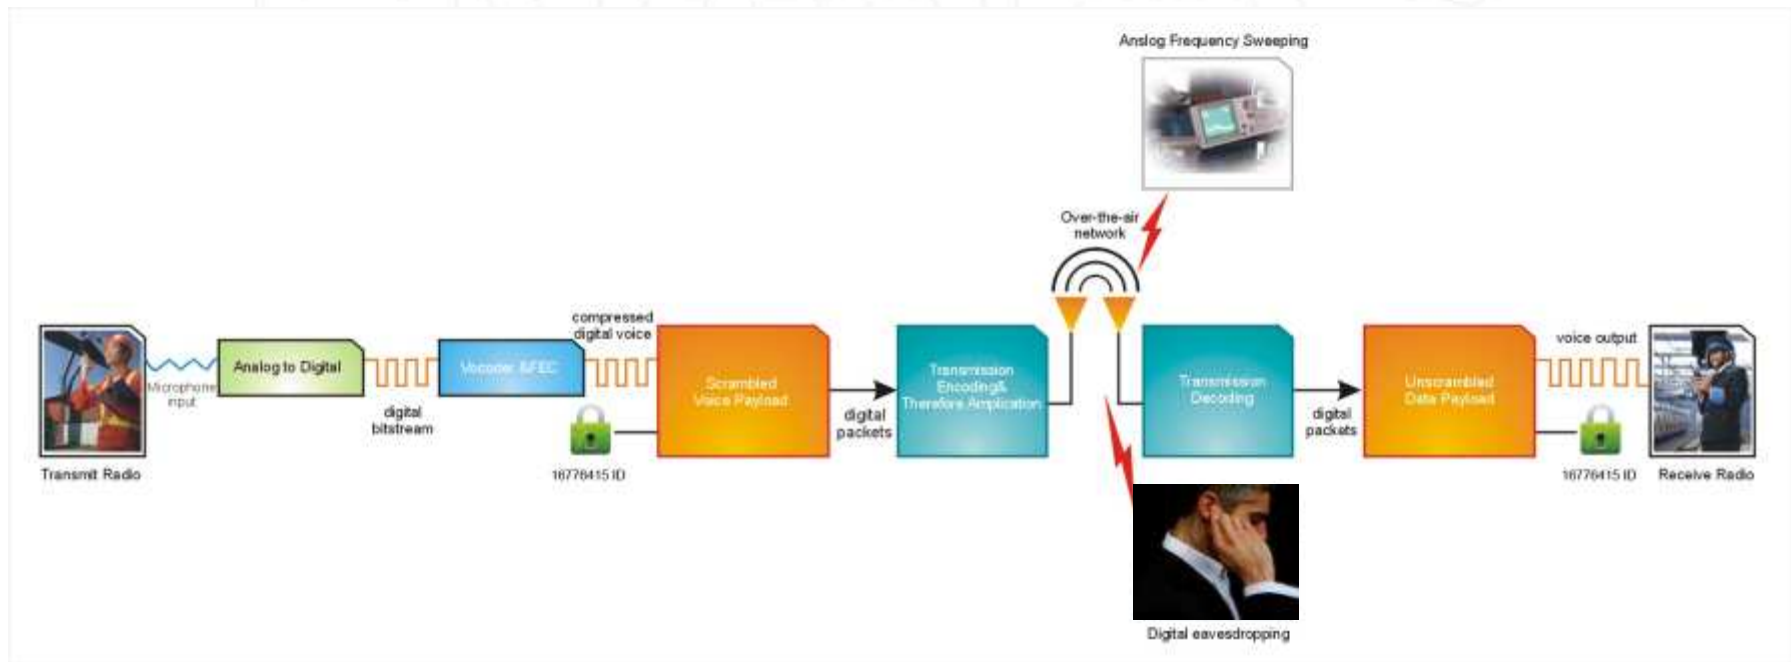 Anslog Frequency Sweeping
Over-the-air
network
compressed
digital voice
voice output
Analog to Digital
Vocoder &FEC
Microphone
input
digital
bitstream
Scrambled
Voice Payload
digital
packets
Transmission
Encoding&
Therefore Amplication
Transmission
Decoding
digital
packets
Unscrambled
Data Payload
Transmit Radio
16776415 ID
16776415 ID
Receive Radio
Digital eavesdropping